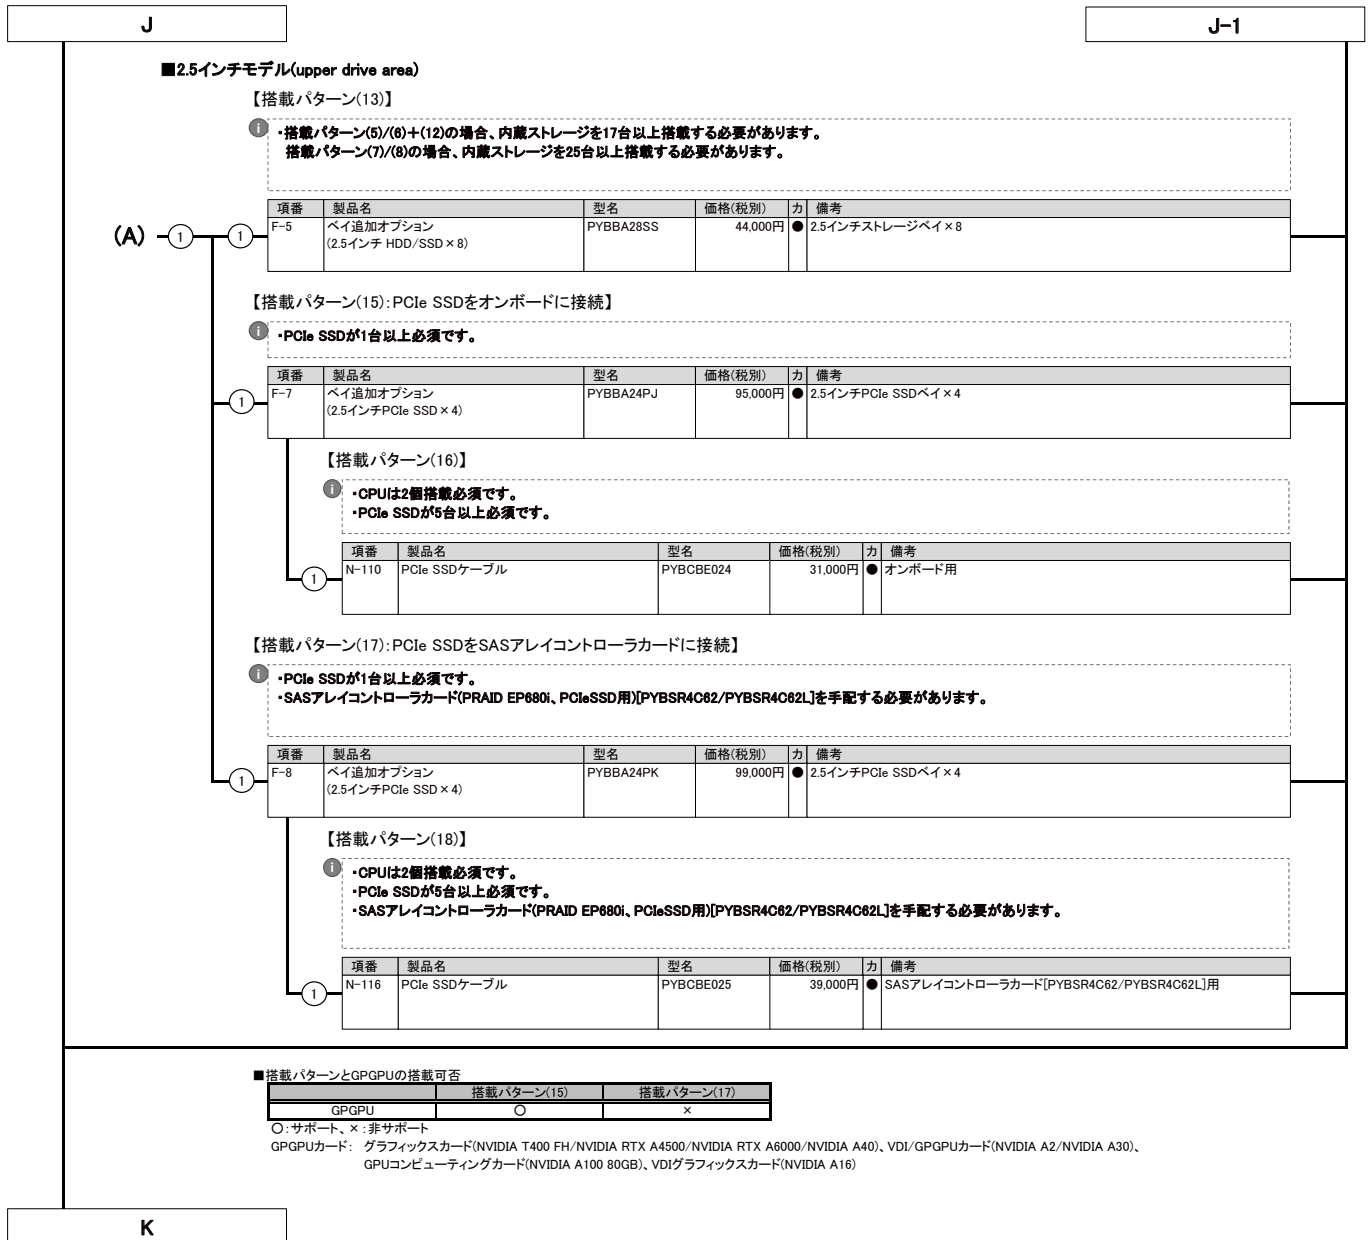 J
J-1
■2.5インチモデル(upper drive area)
【搭載パターン(13)】
i
・搭載パターン(5)/(6)+(12)の場合、内蔵ストレージを17台以上搭載する必要があります。
搭載パターン(7)/(8)の場合、内蔵ストレージを25台以上搭載する必要があります。
項番 製品名 型名 価格(税別) カ 備考
(A) 1 1 F-5 ベイ追加オプション PYBBA28SS 44,000円 ● 2.5インチストレージベイ×8
(2.5インチ HDD/SSD×8)
【搭載パターン(15):PCIe SSDをオンボードに接続】
i
・PCIe SSDが1台以上必須です。
項番 製品名 型名 価格(税別) カ 備考
1 F-7 ベイ追加オプション PYBBA24PJ 95,000円 ● 2.5インチPCIe SSDベイ×4
(2.5インチPCIe SSD×4)
【搭載パターン(16)】
i
・CPUは2個搭載必須です。
・PCIe SSDが5台以上必須です。
項番 製品名 型名 価格(税別) カ 備考
1 N-110 PCIe SSDケーブル PYBCBE024 31,000円 ● オンボード用
【搭載パターン(17):PCIe SSDをSASアレイコントローラカードに接続】
i
・PCIe SSDが1台以上必須です。
・SASアレイコントローラカード(PRAID EP680i、PCIeSSD用)[PYBSR4C62/PYBSR4C62L]を手配する必要があります。
項番 製品名 型名 価格(税別) カ 備考
1 F-8 ベイ追加オプション PYBBA24PK 99,000円 ● 2.5インチPCIe SSDベイ×4
(2.5インチPCIe SSD×4)
【搭載パターン(18)】
i
・CPUは2個搭載必須です。
・PCIe SSDが5台以上必須です。
・SASアレイコントローラカード(PRAID EP680i、PCIeSSD用)[PYBSR4C62/PYBSR4C62L]を手配する必要があります。
項番 製品名 型名 価格(税別) カ 備考
1 N-116 PCIe SSDケーブル PYBCBE025 39,000円 ● SASアレイコントローラカード[PYBSR4C62/PYBSR4C62L]用
■搭載パターンとGPGPUの搭載可否
搭載パターン(15) 搭載パターン(17)
GPGPU ○ ×
○:サポート、×:非サポート
GPGPUカード: グラフィックスカード(NVIDIA T400 FH/NVIDIA RTX A4500/NVIDIA RTX A6000/NVIDIA A40)、VDI/GPGPUカード(NVIDIA A2/NVIDIA A30)、
GPUコンピューティングカード(NVIDIA A100 80GB)、VDIグラフィックスカード(NVIDIA A16)
K